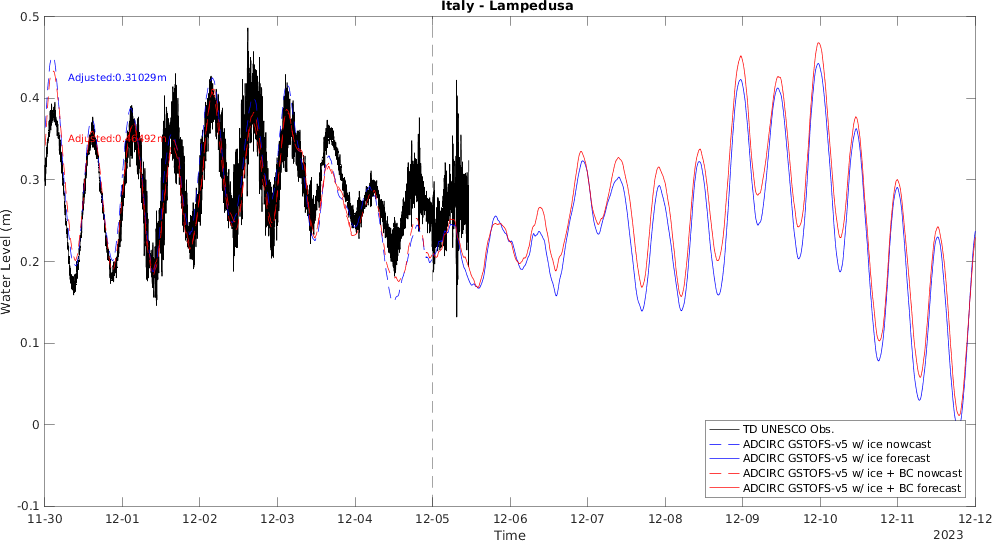 Italy - Lampedusa
0.5
Adjusted:0.31029m
0.4
0.3
Water Level (m)
0.2
0.1
0
-0.1
TD UNESCO Obs.
ADCIRC GSTOFS-v5 w/ ice nowcast
ADCIRC GSTOFS-v5 w/ ice forecast
ADCIRC GSTOFS-v5 w/ ice + BC nowcast
ADCIRC GSTOFS-v5 w/ ice + BC forecast
11-30 12-01 12-02 12-03 12-04 12-05 12-06 12-07 12-08 12-09 12-10 12-11 12-12
Time
2023